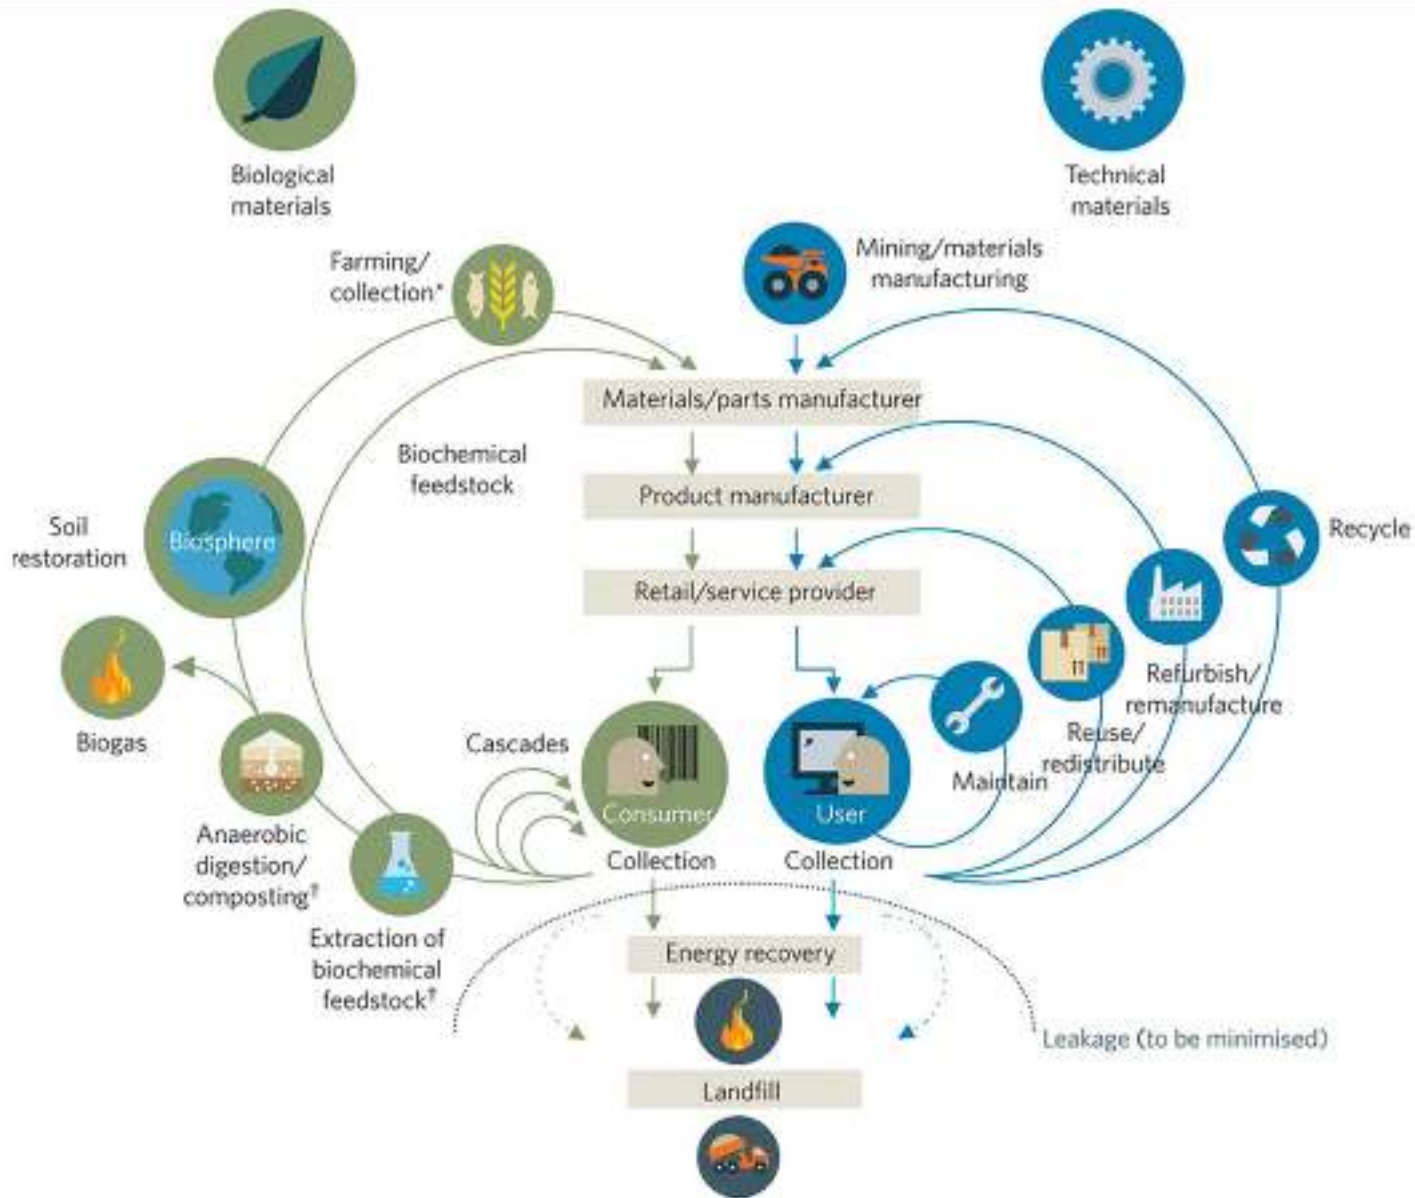 Biological
materials
Technical
materials
Farming/
collection*
Mining/materials
manufacturing
Materials/parts manufacturer
Biochemical
feedstock
Product manufacturer
Soil
restoration
Biosphere
Recycle
Retail/service provider
Biogas
Refurbish/
remanufacture
Reuse/
redistribute
Maintain
Cascades
Consumer
User
Collection
Collection
Anaerobic
digestion/
composting†
Extraction of
biochemical
feedstock†
Energy recovery
Leakage (to be minimised)
Landfill